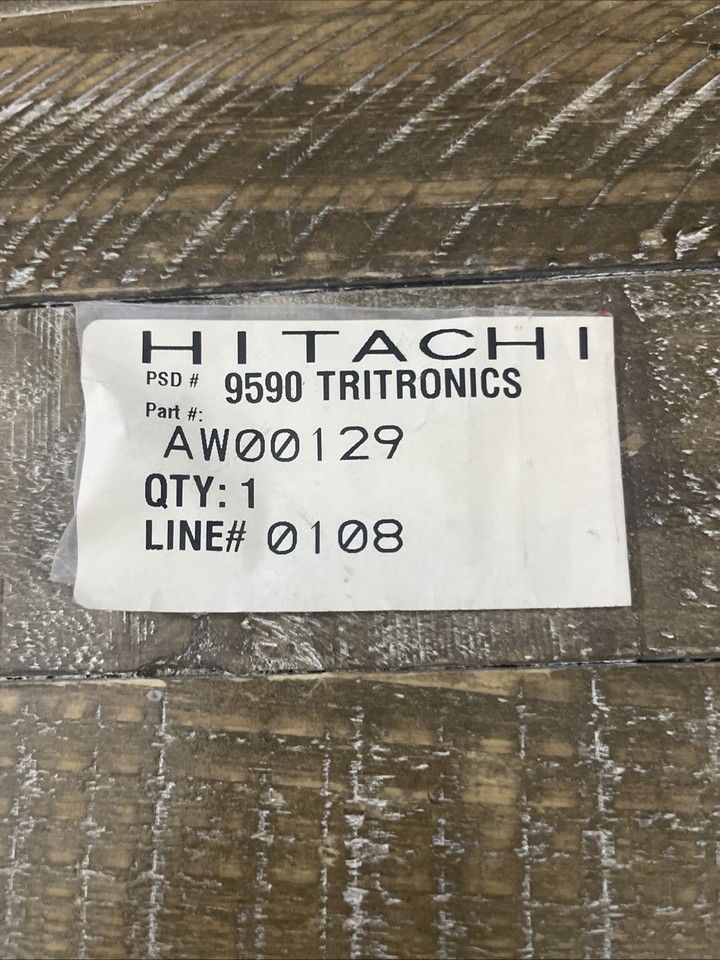 HITACHI
PSD # 9590 TRITRONICS
Part #:
AW00129
QTY: 1
LINE# 0108